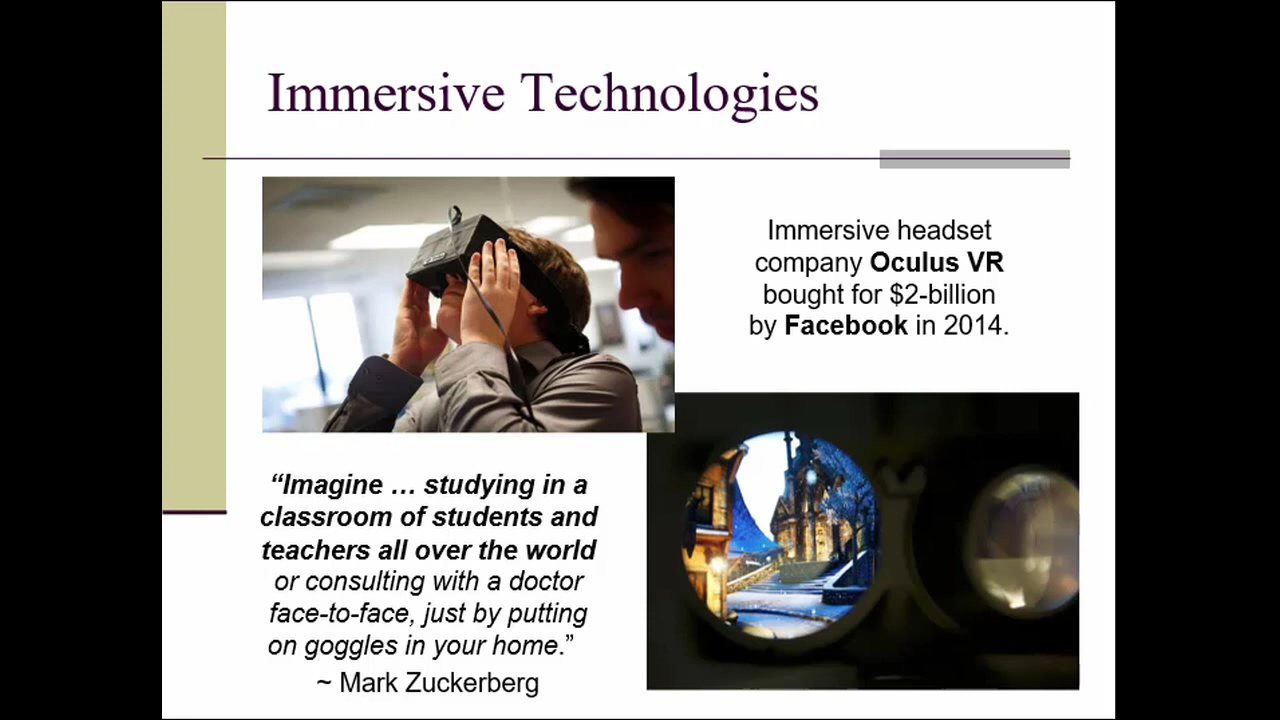 Immersive Technologies
Immersive headset
company Oculus VR
bought for $2-billion
by Facebook in 2014.
“Imagine … studying in a
classroom of students and
teachers all over the world
or consulting with a doctor
face-to-face, just by putting
on goggles in your home.”
~ Mark Zuckerberg